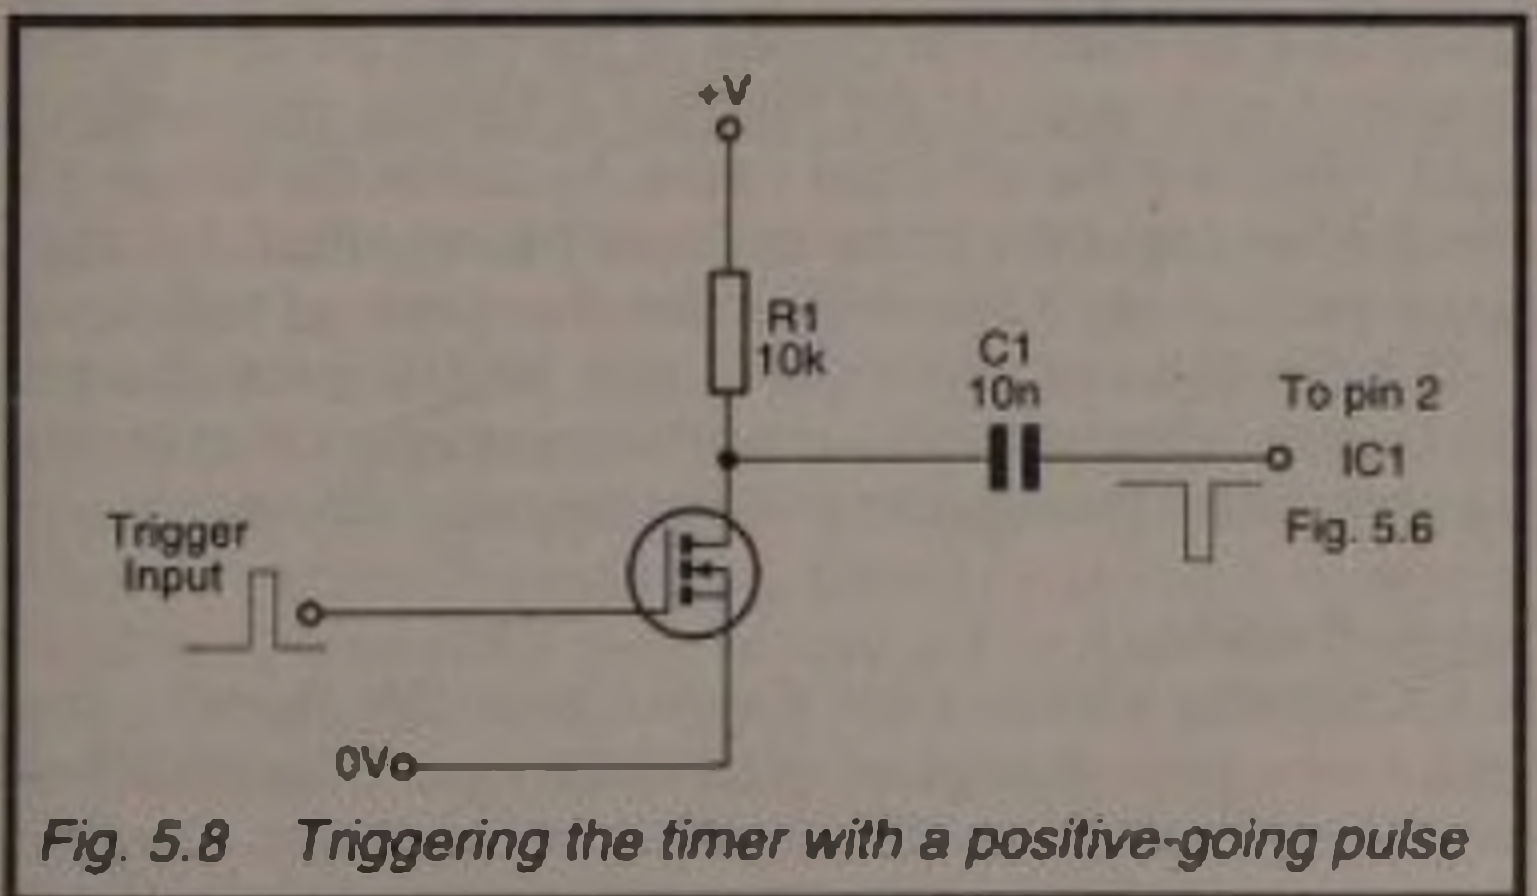 +V
R1
10k
C1
10n
To pin 2
IC1
Fig. 5.6
Trigger
Input
0V
Fig. 5.8 Triggering the timer with a positive-going pulse